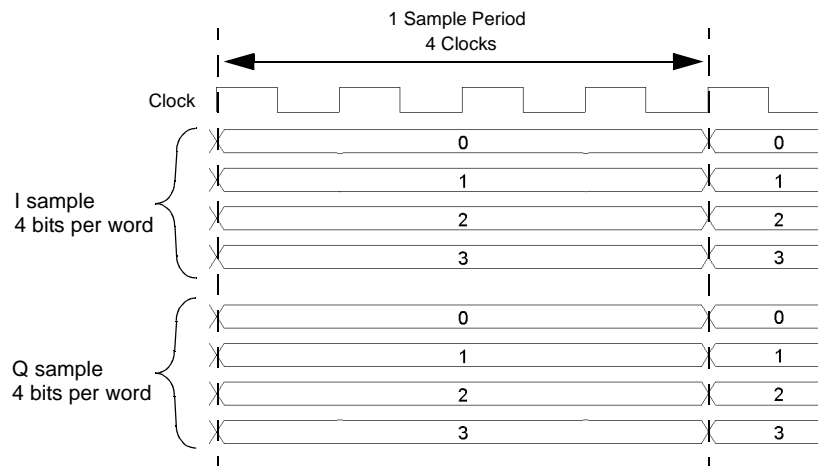 1 Sample Period
4 Clocks
Clock
0 0
1 1
I sample
4 bits per word
2 2
3 3
0 0
1 1
Q sample
4 bits per word
2 2
3 3